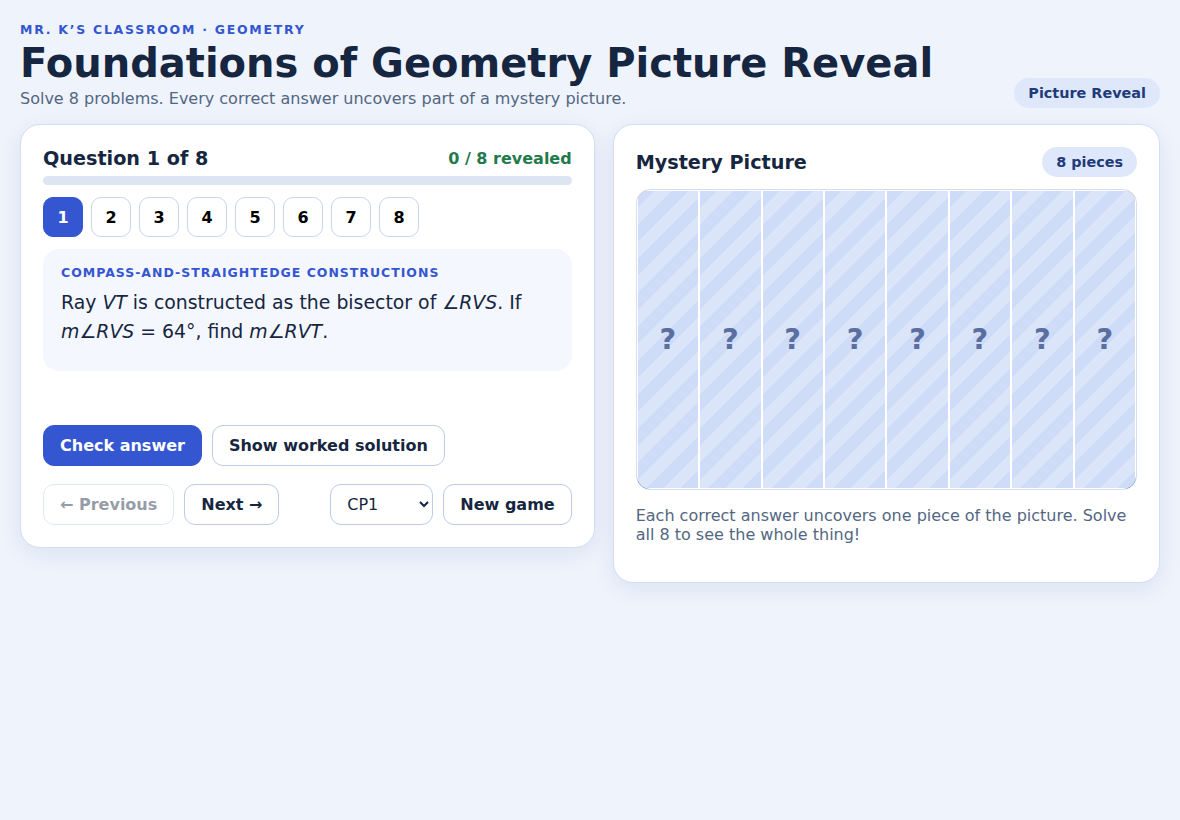 MR. K’S CLASSROOM · GEOMETRY
Foundations of Geometry Picture Reveal
Solve 8 problems. Every correct answer uncovers part of a mystery picture.
Picture Reveal
Question 1 of 8
0 / 8 revealed
1 2 3 4 5 6 7 8
COMPASS-AND-STRAIGHTEDGE CONSTRUCTIONS
Ray VT is constructed as the bisector of ∠RVS. If
m∠RVS = 64°, find m∠RVT.
Check answer
Show worked solution
← Previous
Next →
CP1
New game
Mystery Picture
8 pieces
? ? ? ? ? ? ? ?
Each correct answer uncovers one piece of the picture. Solve
all 8 to see the whole thing!